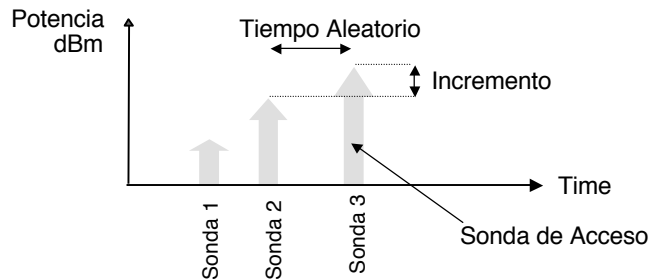 Potencia
dBm
Tiempo Aleatorio
Incremento
Time
Sonda 1
Sonda 2
Sonda 3
Sonda de Acceso